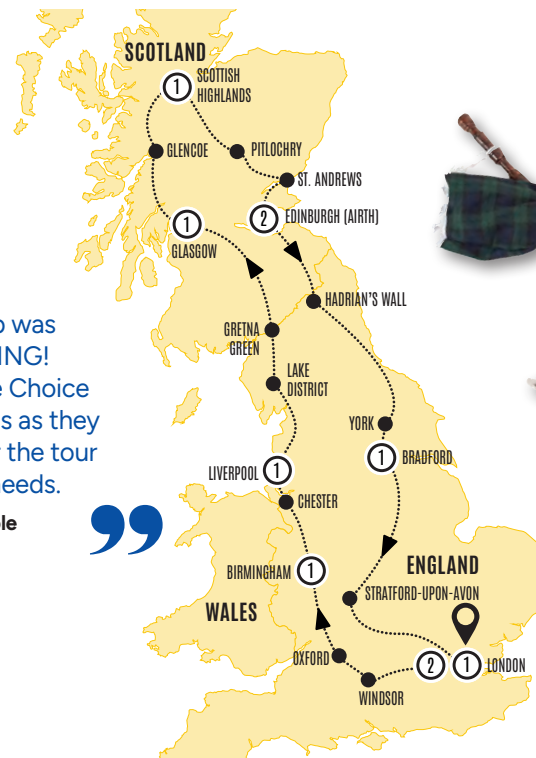 SCOTLAND
1
SCOTTISH
HIGHLANDS
GLENCOE
PITLOCHRY
ST. ANDREWS
2
EDINBURGH (AIRTH)
1
GLASGOW
HADRIAN'S WALL
GRETNA
GREEN
LAKE
DISTRICT
YORK
1
BRADFORD
LIVERPOOL
1
CHESTER
BIRMINGHAM
1
ENGLAND
STRATFORD-UPON-AVON
WALES
OXFORD
2
1
LONDON
WINDSOR
was
NG!
Choice
s as they
the tour
needs.
”